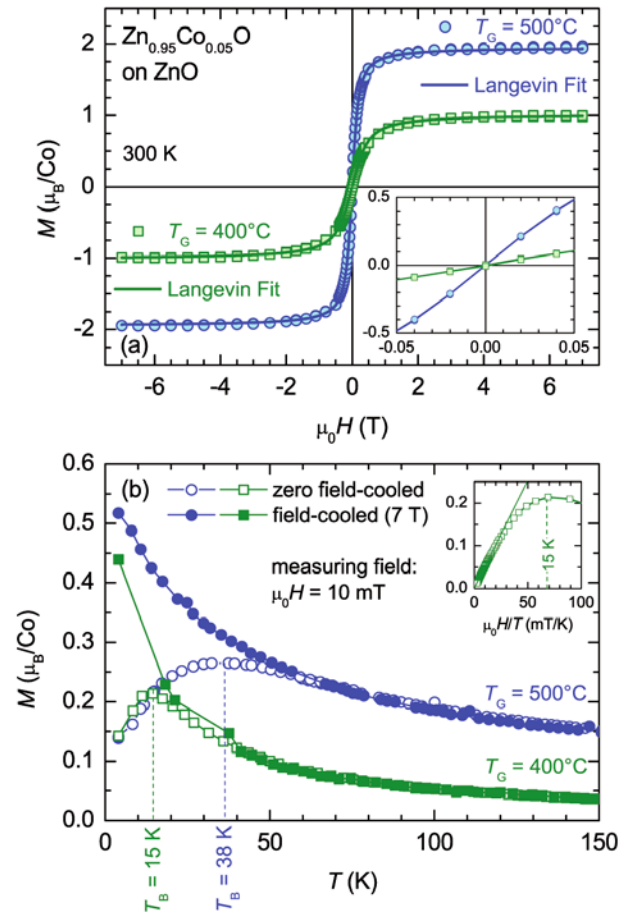 Zn0.95Co0.05O
on ZnO
300 K
TG = 500°C
Langevin Fit
TG = 400°C
Langevin Fit
(a)
M (μB/Co)
2
1
0
-1
-2
-6 -4 -2 0 2 4 6
μ0H (T)
0.5
0.0
-0.5
-0.05 0.00 0.05
(b)
zero field-cooled
field-cooled (7 T)
measuring field:
μ0H = 10 mT
TG = 500°C
TG = 400°C
M (μB/Co)
0.6
0.5
0.4
0.3
0.2
0.1
0.0
0 50 100 150
T (K)
TB = 15 K
TB = 38 K
0.2
0.1
0.0
15 K
0 50 100
μ0H/T (mT/K)